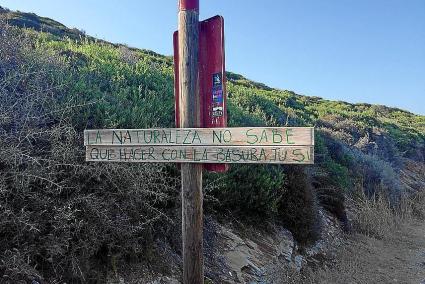 LA NATURALEZA NO SABE
QUE HACER CON LA BASURA, TU SI